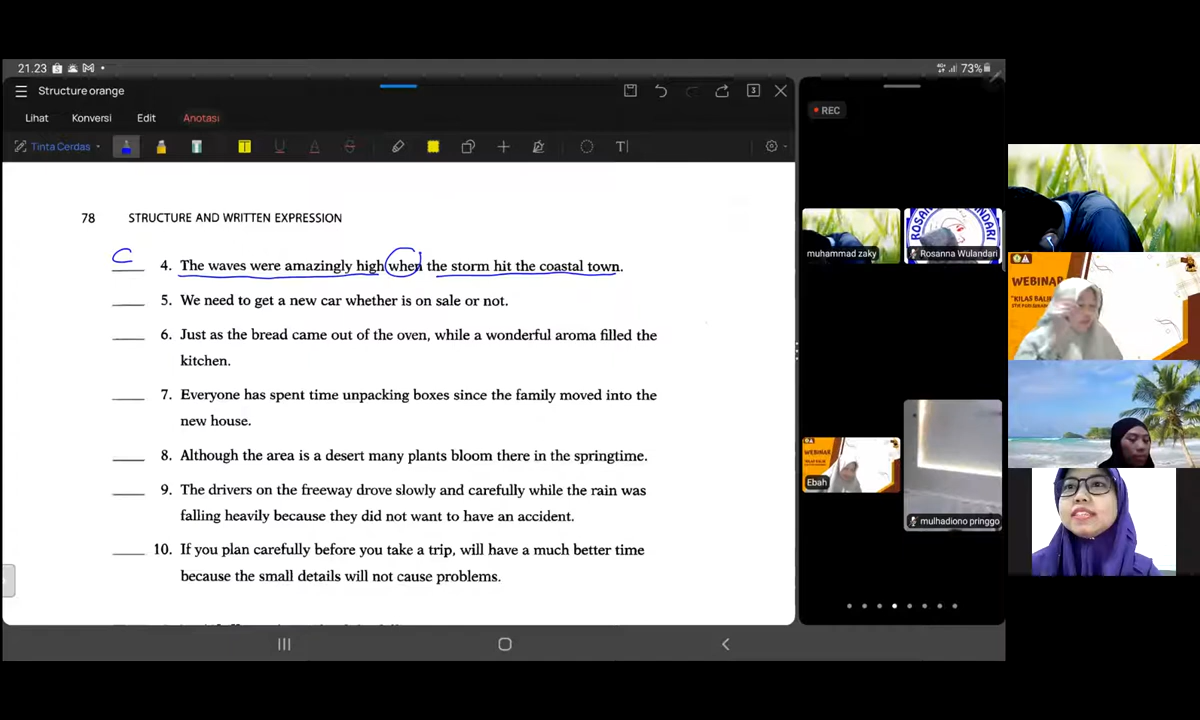 21.23
73%
Structure orange
3
Lihat
Konversi
Edit
Anotasi
Tinta Cerdas
T
U
A
S
T
REC
78 STRUCTURE AND WRITTEN EXPRESSION
C
4. The waves were amazingly high when the storm hit the coastal town.
5. We need to get a new car whether is on sale or not.
6. Just as the bread came out of the oven, while a wonderful aroma filled the
kitchen.
7. Everyone has spent time unpacking boxes since the family moved into the
new house.
8. Although the area is a desert many plants bloom there in the springtime.
9. The drivers on the freeway drove slowly and carefully while the rain was
falling heavily because they did not want to have an accident.
10. If you plan carefully before you take a trip, will have a much better time
because the small details will not cause problems.
muhammad zaky
Rosanna Wulandari
WEBINAR
Ebah
mulhadiono pringgo
WEBINAR
"KILAS BALIK